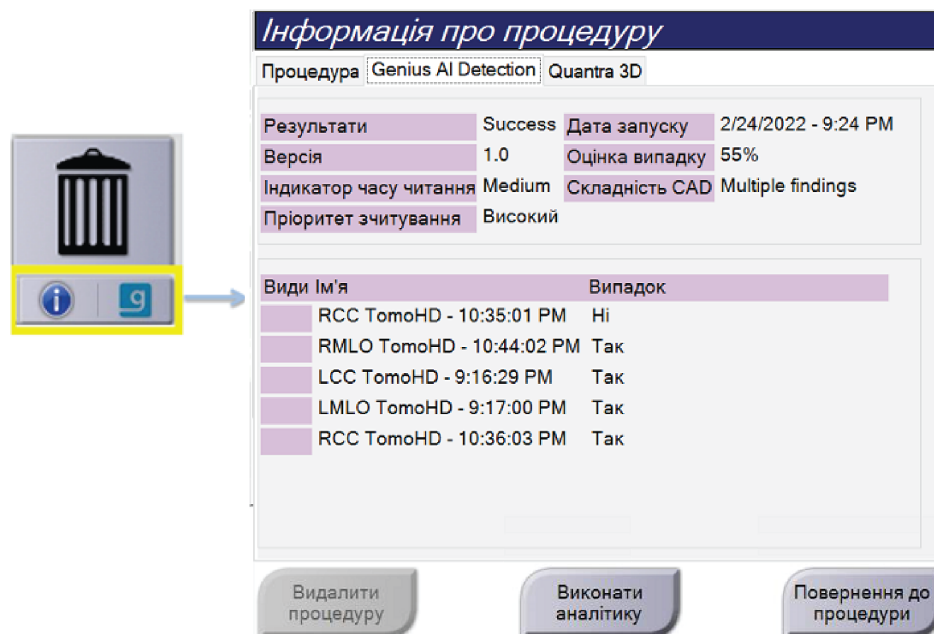 Інформація про процедуру
Процедура Genius AI Detection Quantra 3D
Результати Success Дата запуску 2/24/2022 - 9:24 PM
Версія 1.0 Оцінка випадку 55%
Індикатор часу читання Medium Складність CAD Multiple findings
Пріоритет зчитування Високий
Види Ім'я Випадок
RCC TomoHD - 10:35:01 PM Ні
RMLO TomoHD - 10:44:02 PM Так
LCC TomoHD - 9:16:29 PM Так
LMLO TomoHD - 9:17:00 PM Так
RCC TomoHD - 10:36:03 PM Так
i g
Видалити Виконати Повернення до
процедуру аналітику процедури